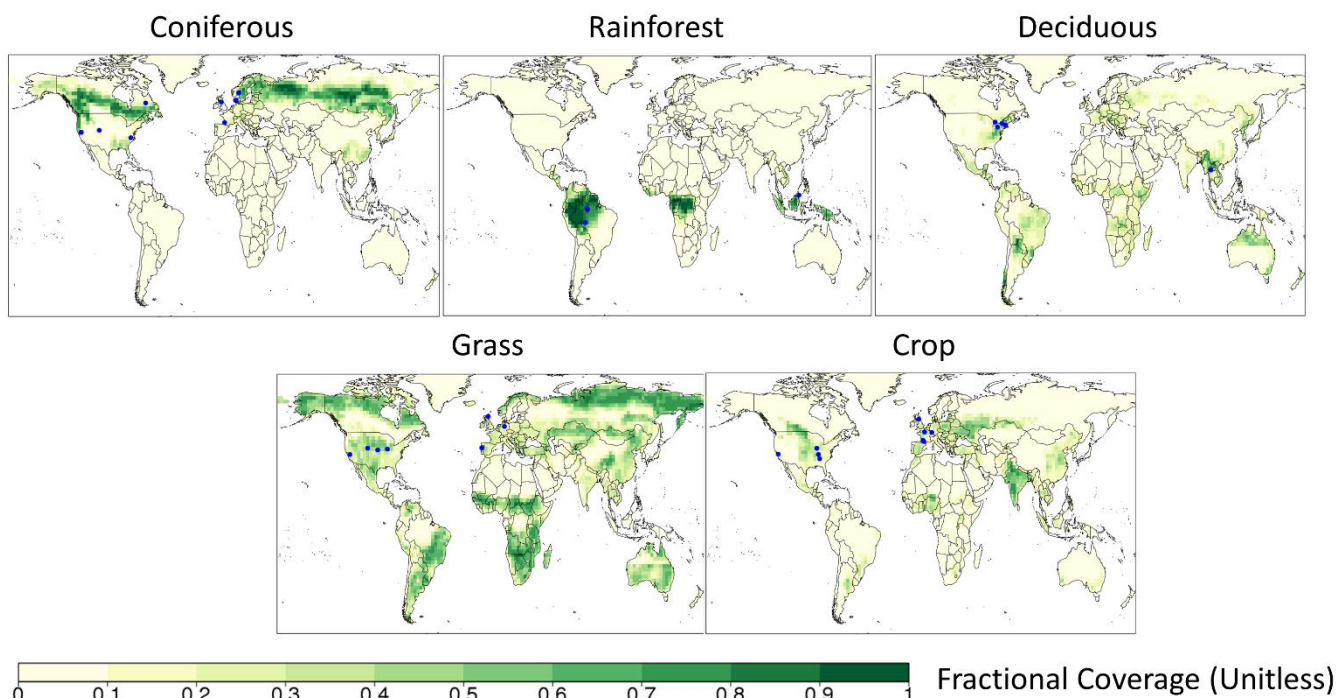 Coniferous Rainforest Deciduous
Grass Crop
0 0.1 0.2 0.3 0.4 0.5 0.6 0.7 0.8 0.9 1 Fractional Coverage (Unitless)